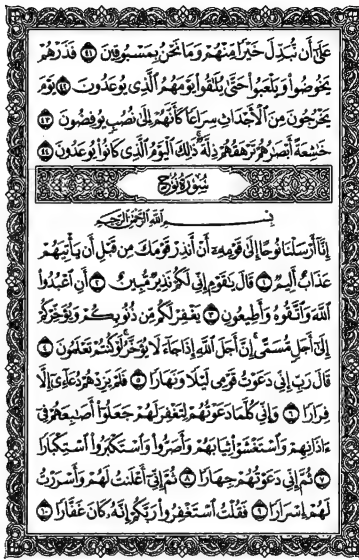 عَلَىٰ أَن نُّبَدِّلَ خَيْرًا مِّنْهُمْ وَمَا نَحْنُ بِمَسْبُوقِينَ ٤١ فَذَرْهُمْ
يَخُوضُوا۟ وَيَلْعَبُوا۟ حَتَّىٰ يُلَـٰقُوا۟ يَوْمَهُمُ ٱلَّذِى يُوعَدُونَ ٤٢ يَوْمَ
يَخْرُجُونَ مِنَ ٱلْأَجْدَاثِ سِرَاعًا كَأَنَّهُمْ إِلَىٰ نُصُبٍ يُوفِضُونَ ٤٣
خَـٰشِعَةً أَبْصَـٰرُهُمْ تَرْهَقُهُمْ ذِلَّةٌ ذَٰلِكَ ٱلْيَوْمُ ٱلَّذِى كَانُوا۟ يُوعَدُونَ ٤٤
سُورَةُ نُوحٍ
بِسْمِ ٱللَّهِ ٱلرَّحْمَـٰنِ ٱلرَّحِيمِ
إِنَّآ أَرْسَلْنَا نُوحًا إِلَىٰ قَوْمِهِۦٓ أَنْ أَنذِرْ قَوْمَكَ مِن قَبْلِ أَن يَأْتِيَهُمْ
عَذَابٌ أَلِيمٌ ١ قَالَ يَـٰقَوْمِ إِنِّى لَكُمْ نَذِيرٌ مُّبِينٌ ٢ أَنِ ٱعْبُدُوا۟
ٱللَّهَ وَٱتَّقُوهُ وَأَطِيعُونِ ٣ يَغْفِرْ لَكُم مِّن ذُنُوبِكُمْ وَيُؤَخِّرْكُمْ
إِلَىٰٓ أَجَلٍ مُّسَمًّى إِنَّ أَجَلَ ٱللَّهِ إِذَا جَآءَ لَا يُؤَخَّرُ لَوْ كُنتُمْ تَعْلَمُونَ ٤
قَالَ رَبِّ إِنِّى دَعَوْتُ قَوْمِى لَيْلًا وَنَهَارًا ٥ فَلَمْ يَزِدْهُمْ دُعَآءِىٓ إِلَّا
فِرَارًا ٦ وَإِنِّى كُلَّمَا دَعَوْتُهُمْ لِتَغْفِرَ لَهُمْ جَعَلُوٓا۟ أَصَـٰبِعَهُمْ فِىٓ
ءَاذَانِهِمْ وَٱسْتَغْشَوْا۟ ثِيَابَهُمْ وَأَصَرُّوا۟ وَٱسْتَكْبَرُوا۟ ٱسْتِكْبَارًا
٧ ثُمَّ إِنِّى دَعَوْتُهُمْ جِهَارًا ٨ ثُمَّ إِنِّىٓ أَعْلَنتُ لَهُمْ وَأَسْرَرْتُ
لَهُمْ إِسْرَارًا ٩ فَقُلْتُ ٱسْتَغْفِرُوا۟ رَبَّكُمْ إِنَّهُۥ كَانَ غَفَّارًا ١٠